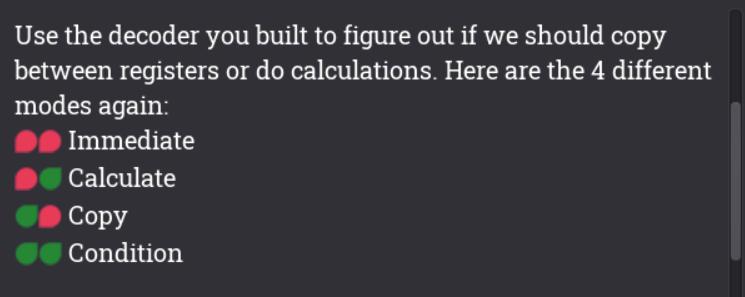 Use the decoder you built to figure out if we should copy
between registers or do calculations. Here are the 4 different
modes again:
Immediate
Calculate
Copy
Condition